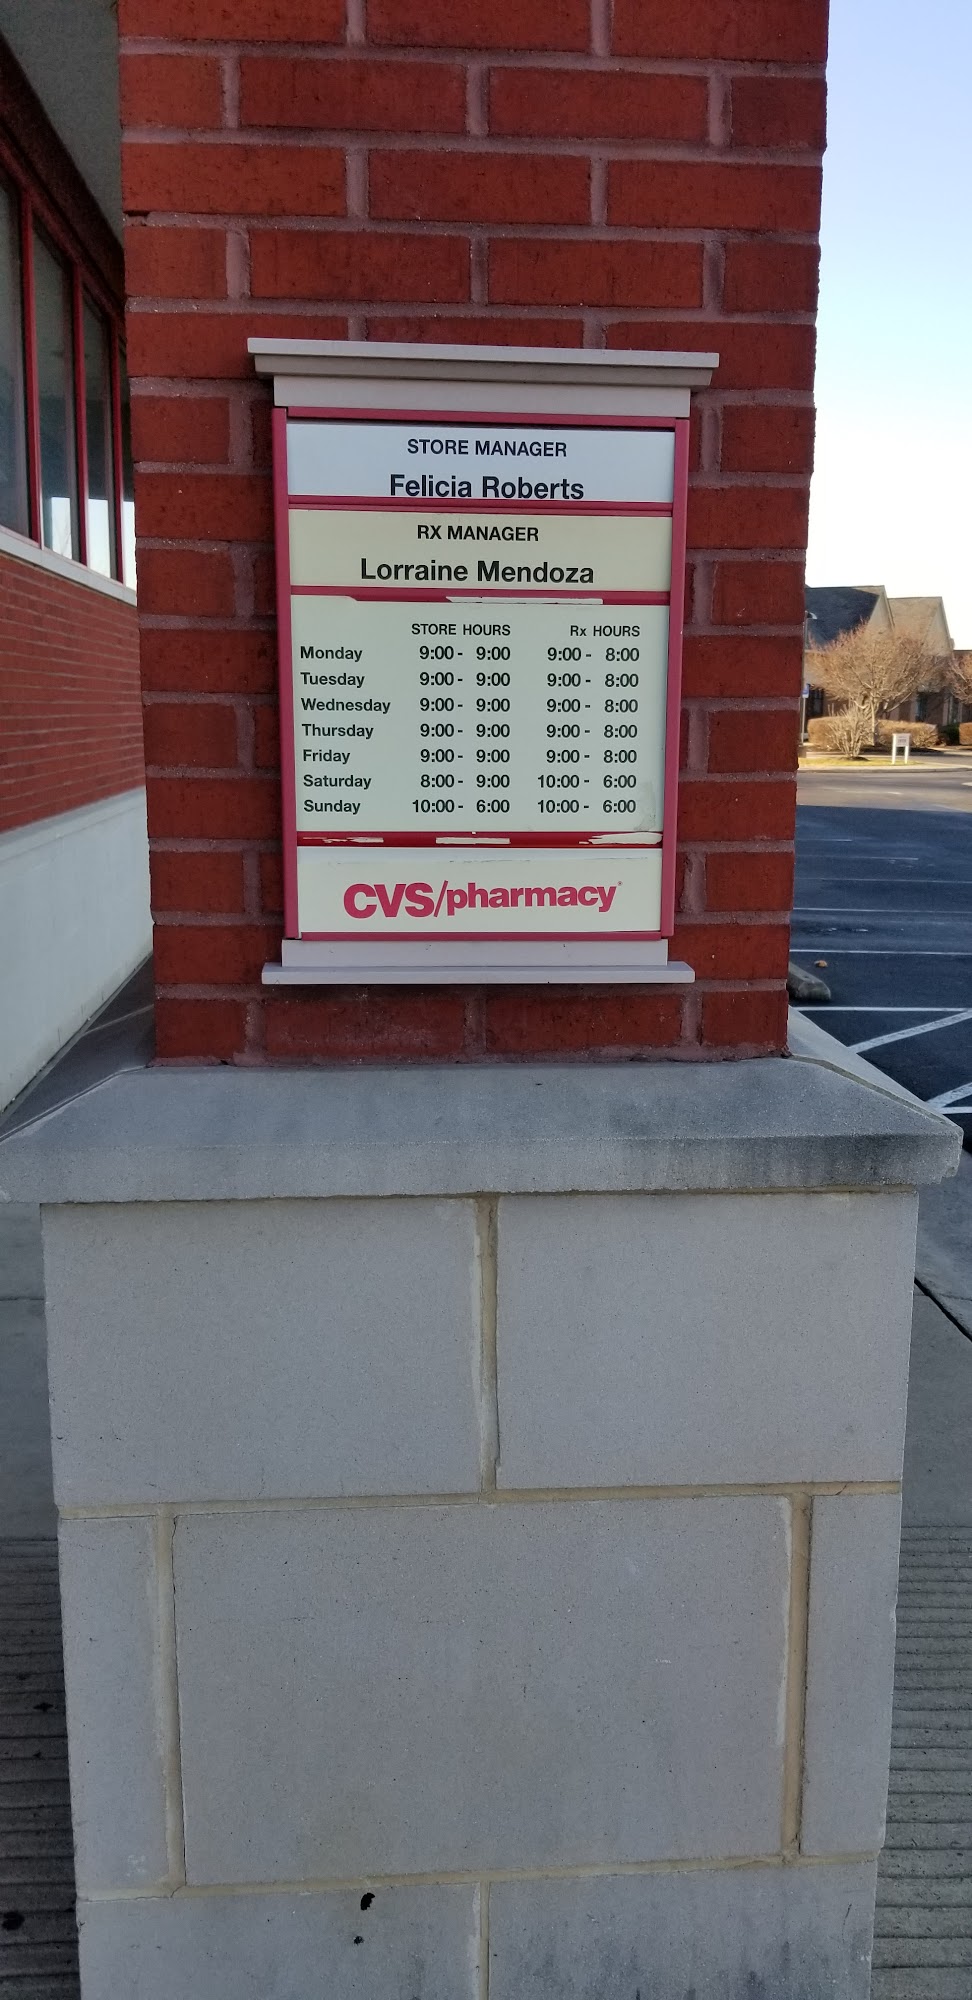 STORE MANAGER
Felicia Roberts
RX MANAGER
Lorraine Mendoza
STORE HOURS Rx HOURS
Monday 9:00 - 9:00 9:00 - 8:00
Tuesday 9:00 - 9:00 9:00 - 8:00
Wednesday 9:00 - 9:00 9:00 - 8:00
Thursday 9:00 - 9:00 9:00 - 8:00
Friday 9:00 - 9:00 9:00 - 8:00
Saturday 8:00 - 9:00 10:00 - 6:00
Sunday 10:00 - 6:00 10:00 - 6:00
CVS/pharmacy®